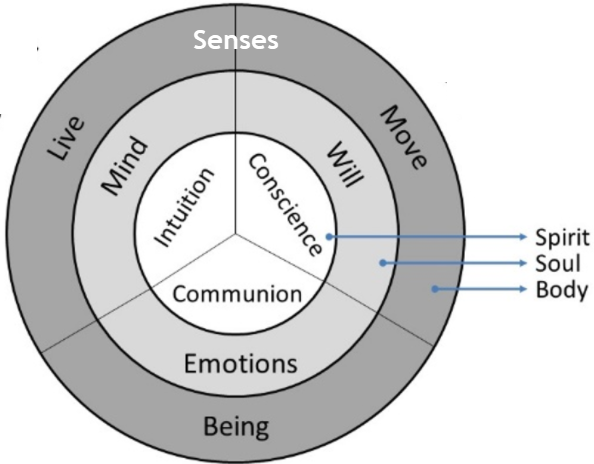 Senses
Live
Move
Mind
Will
Intuition
Conscience
Spirit
Soul
Body
Communion
Emotions
Being